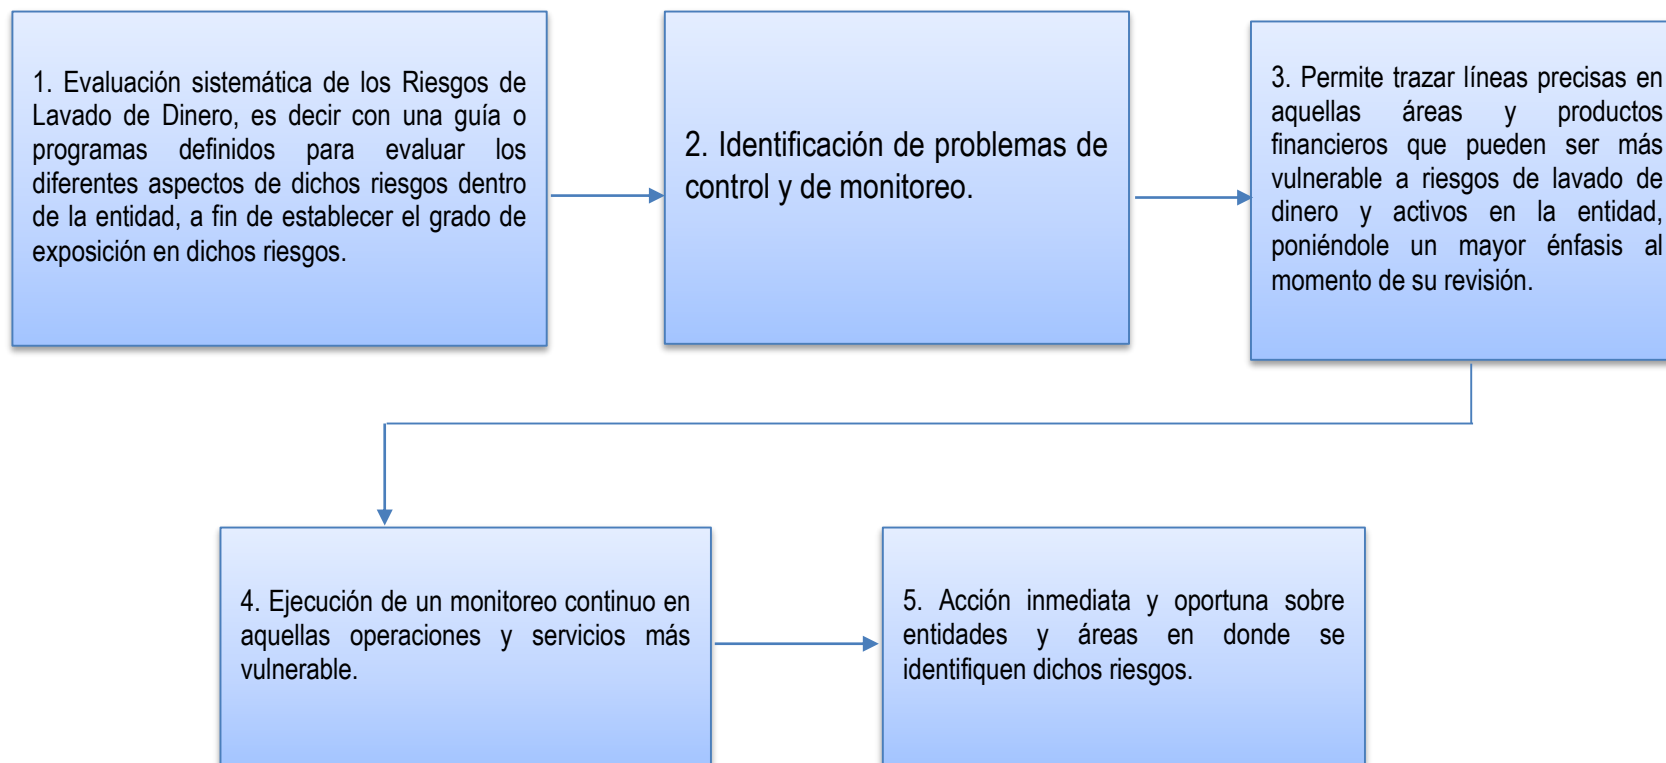 1. Evaluación sistemática de los Riesgos de
Lavado de Dinero, es decir con una guía o
programas definidos para evaluar los
diferentes aspectos de dichos riesgos dentro
de la entidad, a fin de establecer el grado de
exposición en dichos riesgos.
2. Identificación de problemas de
control y de monitoreo.
3. Permite trazar líneas precisas en
aquellas áreas y productos
financieros que pueden ser más
vulnerable a riesgos de lavado de
dinero y activos en la entidad,
poniéndole un mayor énfasis al
momento de su revisión.
4. Ejecución de un monitoreo continuo en
aquellas operaciones y servicios más
vulnerable.
5. Acción inmediata y oportuna sobre
entidades y áreas en donde se
identifiquen dichos riesgos.